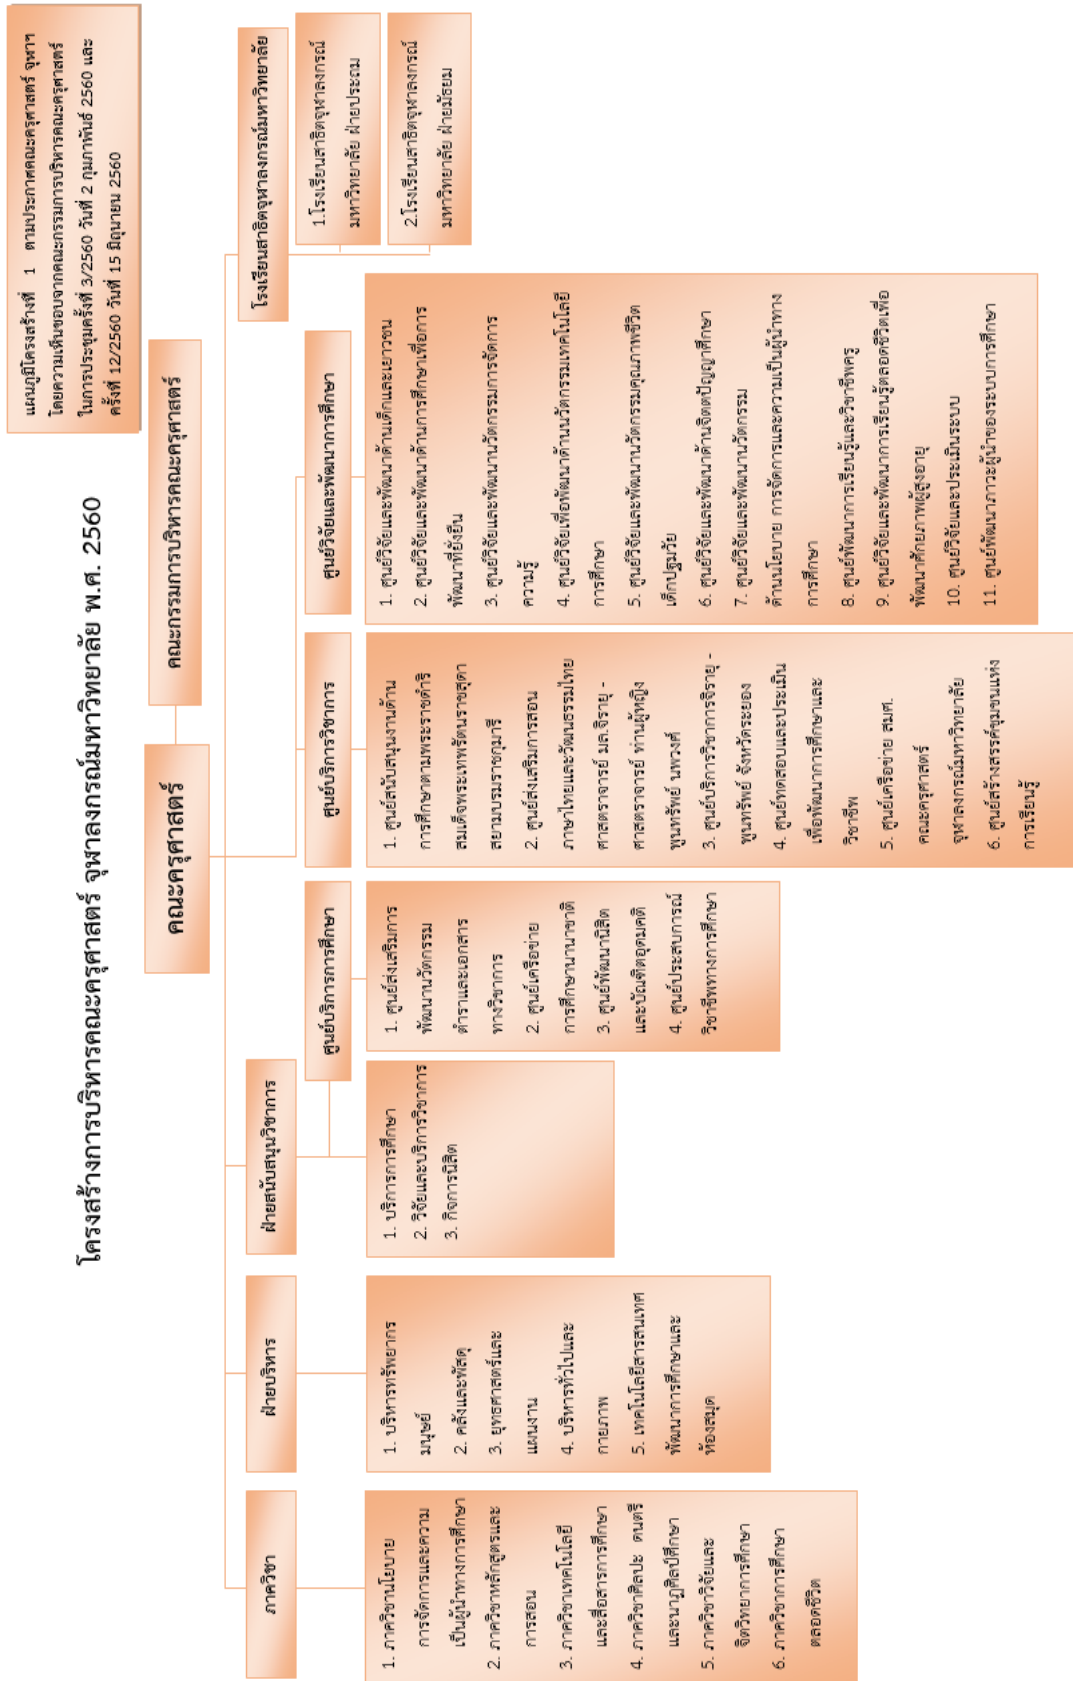 แผนภูมิโครงสร้างที่ 1 ตามประกาศคณะครุศาสตร์ จุฬาฯ
โดยความเห็นชอบจากคณะกรรมการบริหารคณะครุศาสตร์
ในการประชุมครั้งที่ 3/2560 วันที่ 2 กุมภาพันธ์ 2560 และ
ครั้งที่ 12/2560 วันที่ 15 มิถุนายน 2560
โครงสร้างการบริหารคณะครุศาสตร์ จุฬาลงกรณ์มหาวิทยาลัย พ.ศ. 2560
คณะครุศาสตร์
คณะกรรมการบริหารคณะครุศาสตร์
ภาควิชา
1. ภาควิชานโยบาย
การจัดการและความ
เป็นผู้นำทางการศึกษา
2. ภาควิชาหลักสูตรและ
การสอน
3. ภาควิชาเทคโนโลยี
และสื่อสารการศึกษา
4. ภาควิชาศิลปะ ดนตรี
และนาฏศิลป์ศึกษา
5. ภาควิชาวิจัยและ
จิตวิทยาการศึกษา
6. ภาควิชาการศึกษา
ตลอดชีวิต
ฝ่ายบริหาร
1. บริหารทรัพยากร
มนุษย์
2. คลังและพัสดุ
3. ยุทธศาสตร์และ
แผนงาน
4. บริหารทั่วไปและ
กายภาพ
5. เทคโนโลยีสารสนเทศ
พัฒนาการศึกษาและ
ห้องสมุด
ฝ่ายสนับสนุนวิชาการ
1. บริการการศึกษา
2. วิจัยและบริการวิชาการ
3. กิจการนิสิต
ศูนย์บริการการศึกษา
1. ศูนย์ส่งเสริมการ
พัฒนานวัตกรรม
ตำราและเอกสาร
ทางวิชาการ
2. ศูนย์เครือข่าย
การศึกษานานาชาติ
3. ศูนย์พัฒนานิสิต
และบัณฑิตอุดมคติ
4. ศูนย์ประสบการณ์
วิชาชีพทางการศึกษา
ศูนย์บริการวิชาการ
1. ศูนย์สนับสนุนงานด้าน
การศึกษาตามพระราชดำริ
สมเด็จพระเทพรัตนราชสุดา
สยามบรมราชกุมารี
2. ศูนย์ส่งเสริมการสอน
ภาษาไทยและวัฒนธรรมไทย
ศาสตราจารย์ มล.จิรายุ -
ศาสตราจารย์ ท่านผู้หญิง
พูนทรัพย์ นพวงศ์
3. ศูนย์บริการวิชาการจิรายุ -
พูนทรัพย์ จังหวัดระยอง
4. ศูนย์ทดสอบและประเมิน
เพื่อพัฒนาการศึกษาและ
วิชาชีพ
5. ศูนย์เครือข่าย สมศ.
คณะครุศาสตร์
จุฬาลงกรณ์มหาวิทยาลัย
6. ศูนย์สร้างสรรค์ชุมชนแห่ง
การเรียนรู้
ศูนย์วิจัยและพัฒนาการศึกษา
1. ศูนย์วิจัยและพัฒนาด้านเด็กและเยาวชน
2. ศูนย์วิจัยและพัฒนาด้านการศึกษาเพื่อการ
พัฒนาที่ยั่งยืน
3. ศูนย์วิจัยและพัฒนานวัตกรรมการจัดการ
ความรู้
4. ศูนย์วิจัยเพื่อพัฒนาด้านนวัตกรรมเทคโนโลยี
การศึกษา
5. ศูนย์วิจัยและพัฒนานวัตกรรมคุณภาพชีวิต
เด็กปฐมวัย
6. ศูนย์วิจัยและพัฒนาด้านจิตตปัญญาศึกษา
7. ศูนย์วิจัยและพัฒนานวัตกรรม
ด้านนโยบาย การจัดการและความเป็นผู้นำทาง
การศึกษา
8. ศูนย์พัฒนาการเรียนรู้และวิชาชีพครู
9. ศูนย์วิจัยและพัฒนาการเรียนรู้ตลอดชีวิตเพื่อ
พัฒนาศักยภาพผู้สูงอายุ
10. ศูนย์วิจัยและประเมินระบบ
11. ศูนย์พัฒนาภาวะผู้นำของระบบการศึกษา
โรงเรียนสาธิตจุฬาลงกรณ์มหาวิทยาลัย
1.โรงเรียนสาธิตจุฬาลงกรณ์
มหาวิทยาลัย ฝ่ายประถม
2.โรงเรียนสาธิตจุฬาลงกรณ์
มหาวิทยาลัย ฝ่ายมัธยม